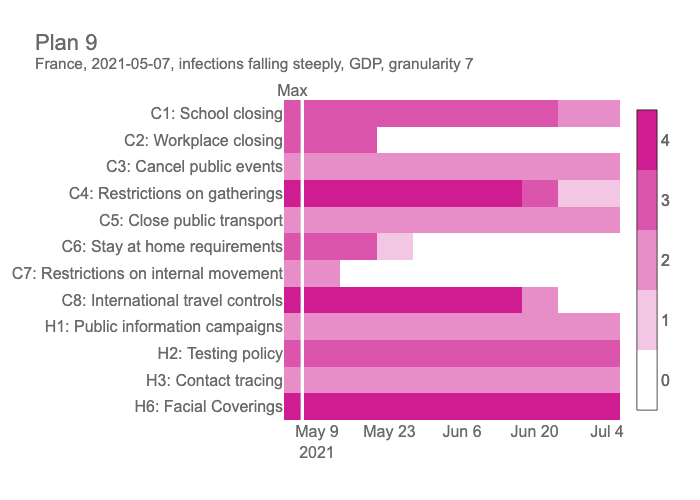 Plan 9
France, 2021-05-07, infections falling steeply, GDP, granularity 7
Max
C1: School closing
C2: Workplace closing
C3: Cancel public events
C4: Restrictions on gatherings
C5: Close public transport
C6: Stay at home requirements
C7: Restrictions on internal movement
C8: International travel controls
H1: Public information campaigns
H2: Testing policy
H3: Contact tracing
H6: Facial Coverings
May 9 May 23 Jun 6 Jun 20 Jul 4
2021
4
3
2
1
0